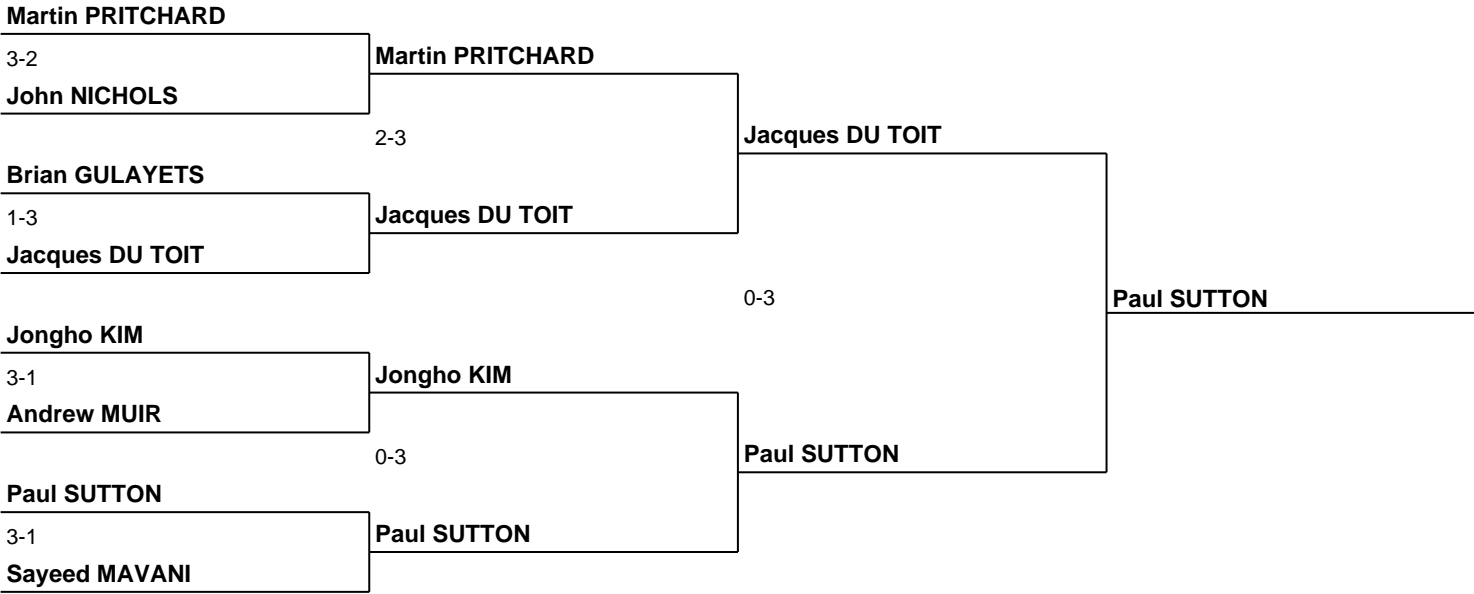 Martin PRITCHARD
3-2
Martin PRITCHARD
John NICHOLS
2-3
Jacques DU TOIT
Brian GULAYETS
1-3
Jacques DU TOIT
Jacques DU TOIT
0-3
Paul SUTTON
Jongho KIM
3-1
Jongho KIM
Andrew MUIR
0-3
Paul SUTTON
Paul SUTTON
3-1
Paul SUTTON
Sayeed MAVANI